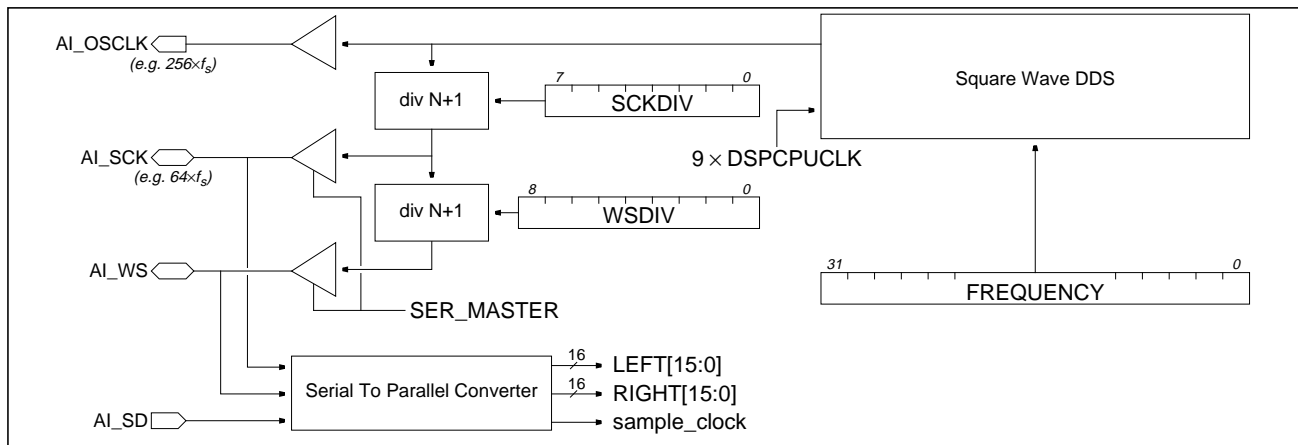 AI_OSCLK
(e.g. 256×fs)
7 0
SCKDIV
div N+1
Square Wave DDS
AI_SCK
(e.g. 64×fs)
9 × DSPCPUCLK
8 0
WSDIV
div N+1
AI_WS
31 0
FREQUENCY
SER_MASTER
Serial To Parallel Converter
16 LEFT[15:0]
16 RIGHT[15:0]
AI_SD
sample_clock